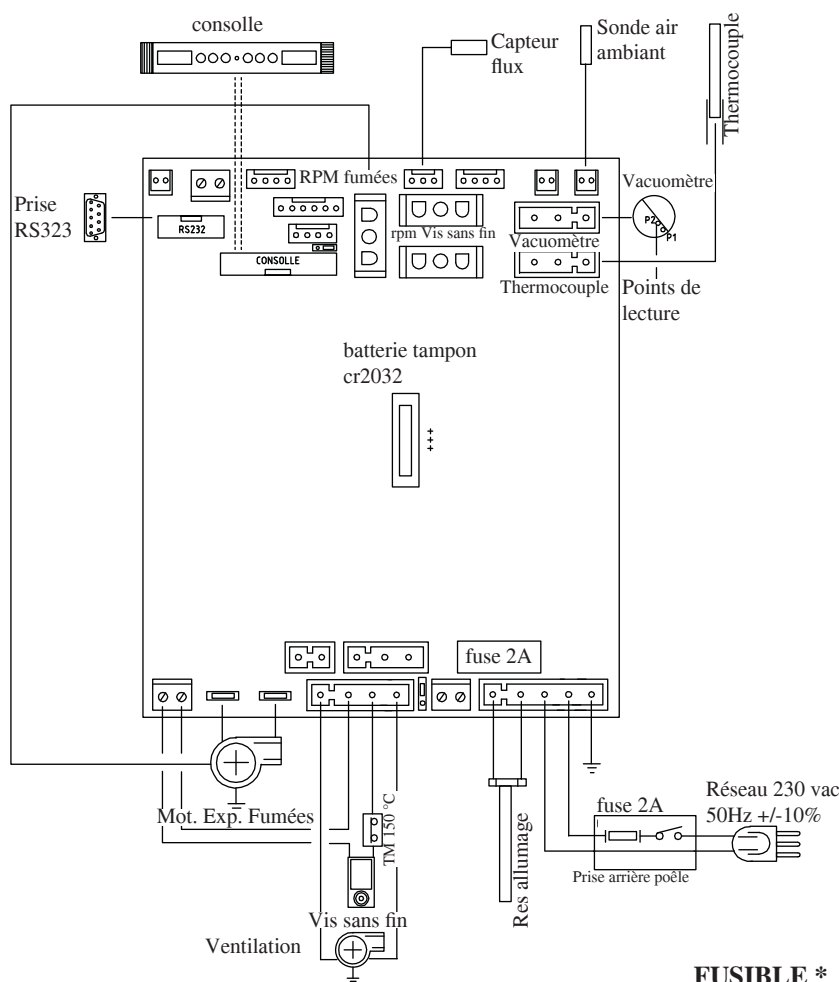 consolle
Capteur
flux
Sonde air
ambiant
Thermocouple
RPM fumées
Vacuomètre
Prise
RS323
RS232
rpm Vis sans fin
Vacuomètre
P2
P1
CONSOLLE
Thermocouple
Points de
lecture
batterie tampon
cr2032
+++
fuse 2A
Mot. Exp. Fumées
TM 150 °C
Vis sans fin
Ventilation
Res allumage
fuse 2A
Prise arrière poêle
Réseau 230 vac
50Hz +/-10%
FUSIBLE *